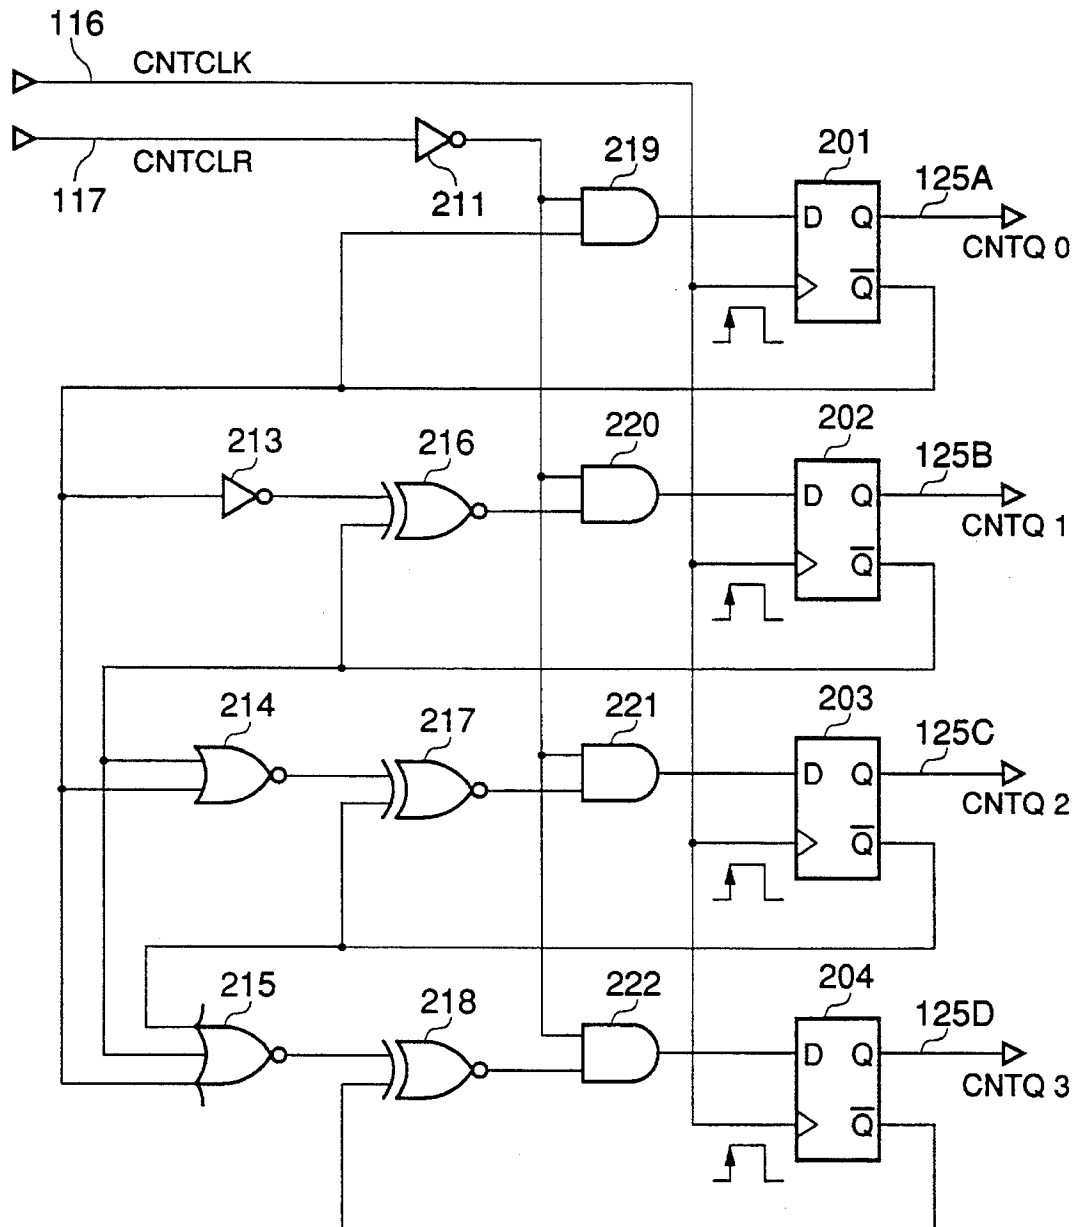 116
CNTCLK
117
CNTCLR
211
219
201
125A
D Q
CNTQ 0
Q̅
213
216
220
202
125B
D Q
CNTQ 1
Q̅
214
217
221
203
125C
D Q
CNTQ 2
Q̅
215
218
222
204
125D
D Q
CNTQ 3
Q̅